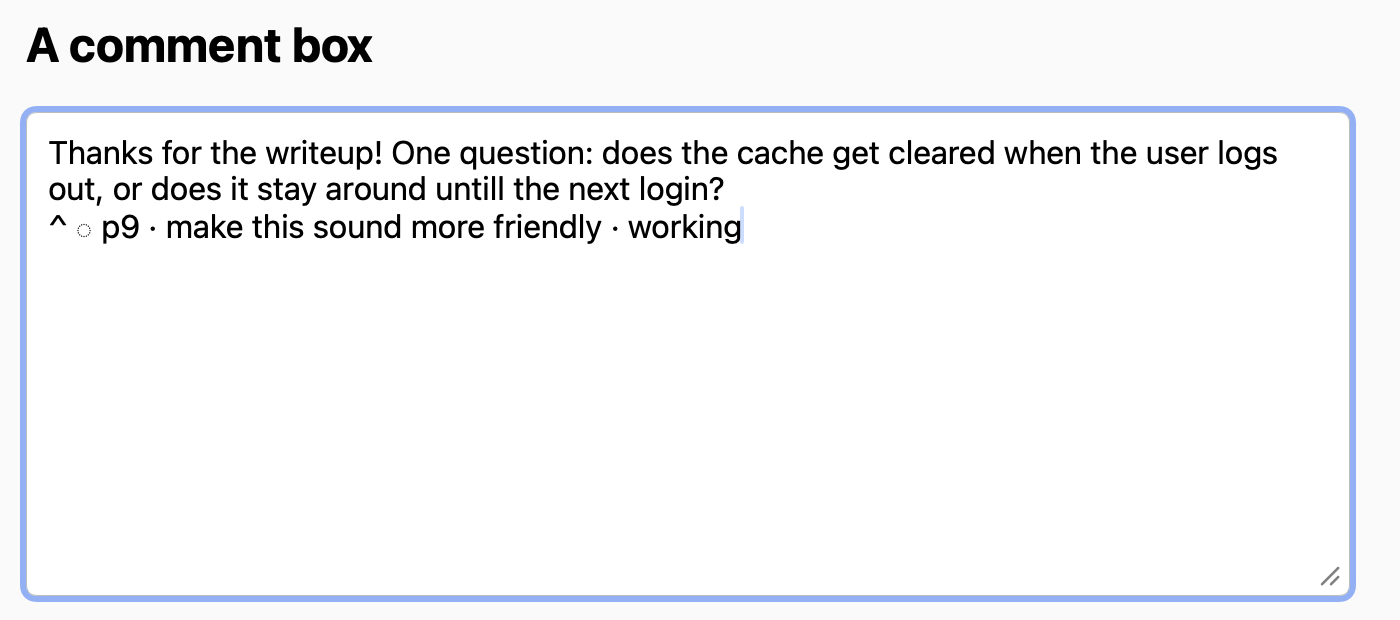 A comment box
Thanks for the writeup! One question: does the cache get cleared when the user logs
out, or does it stay around untill the next login?
^ ◌ p9 · make this sound more friendly · working